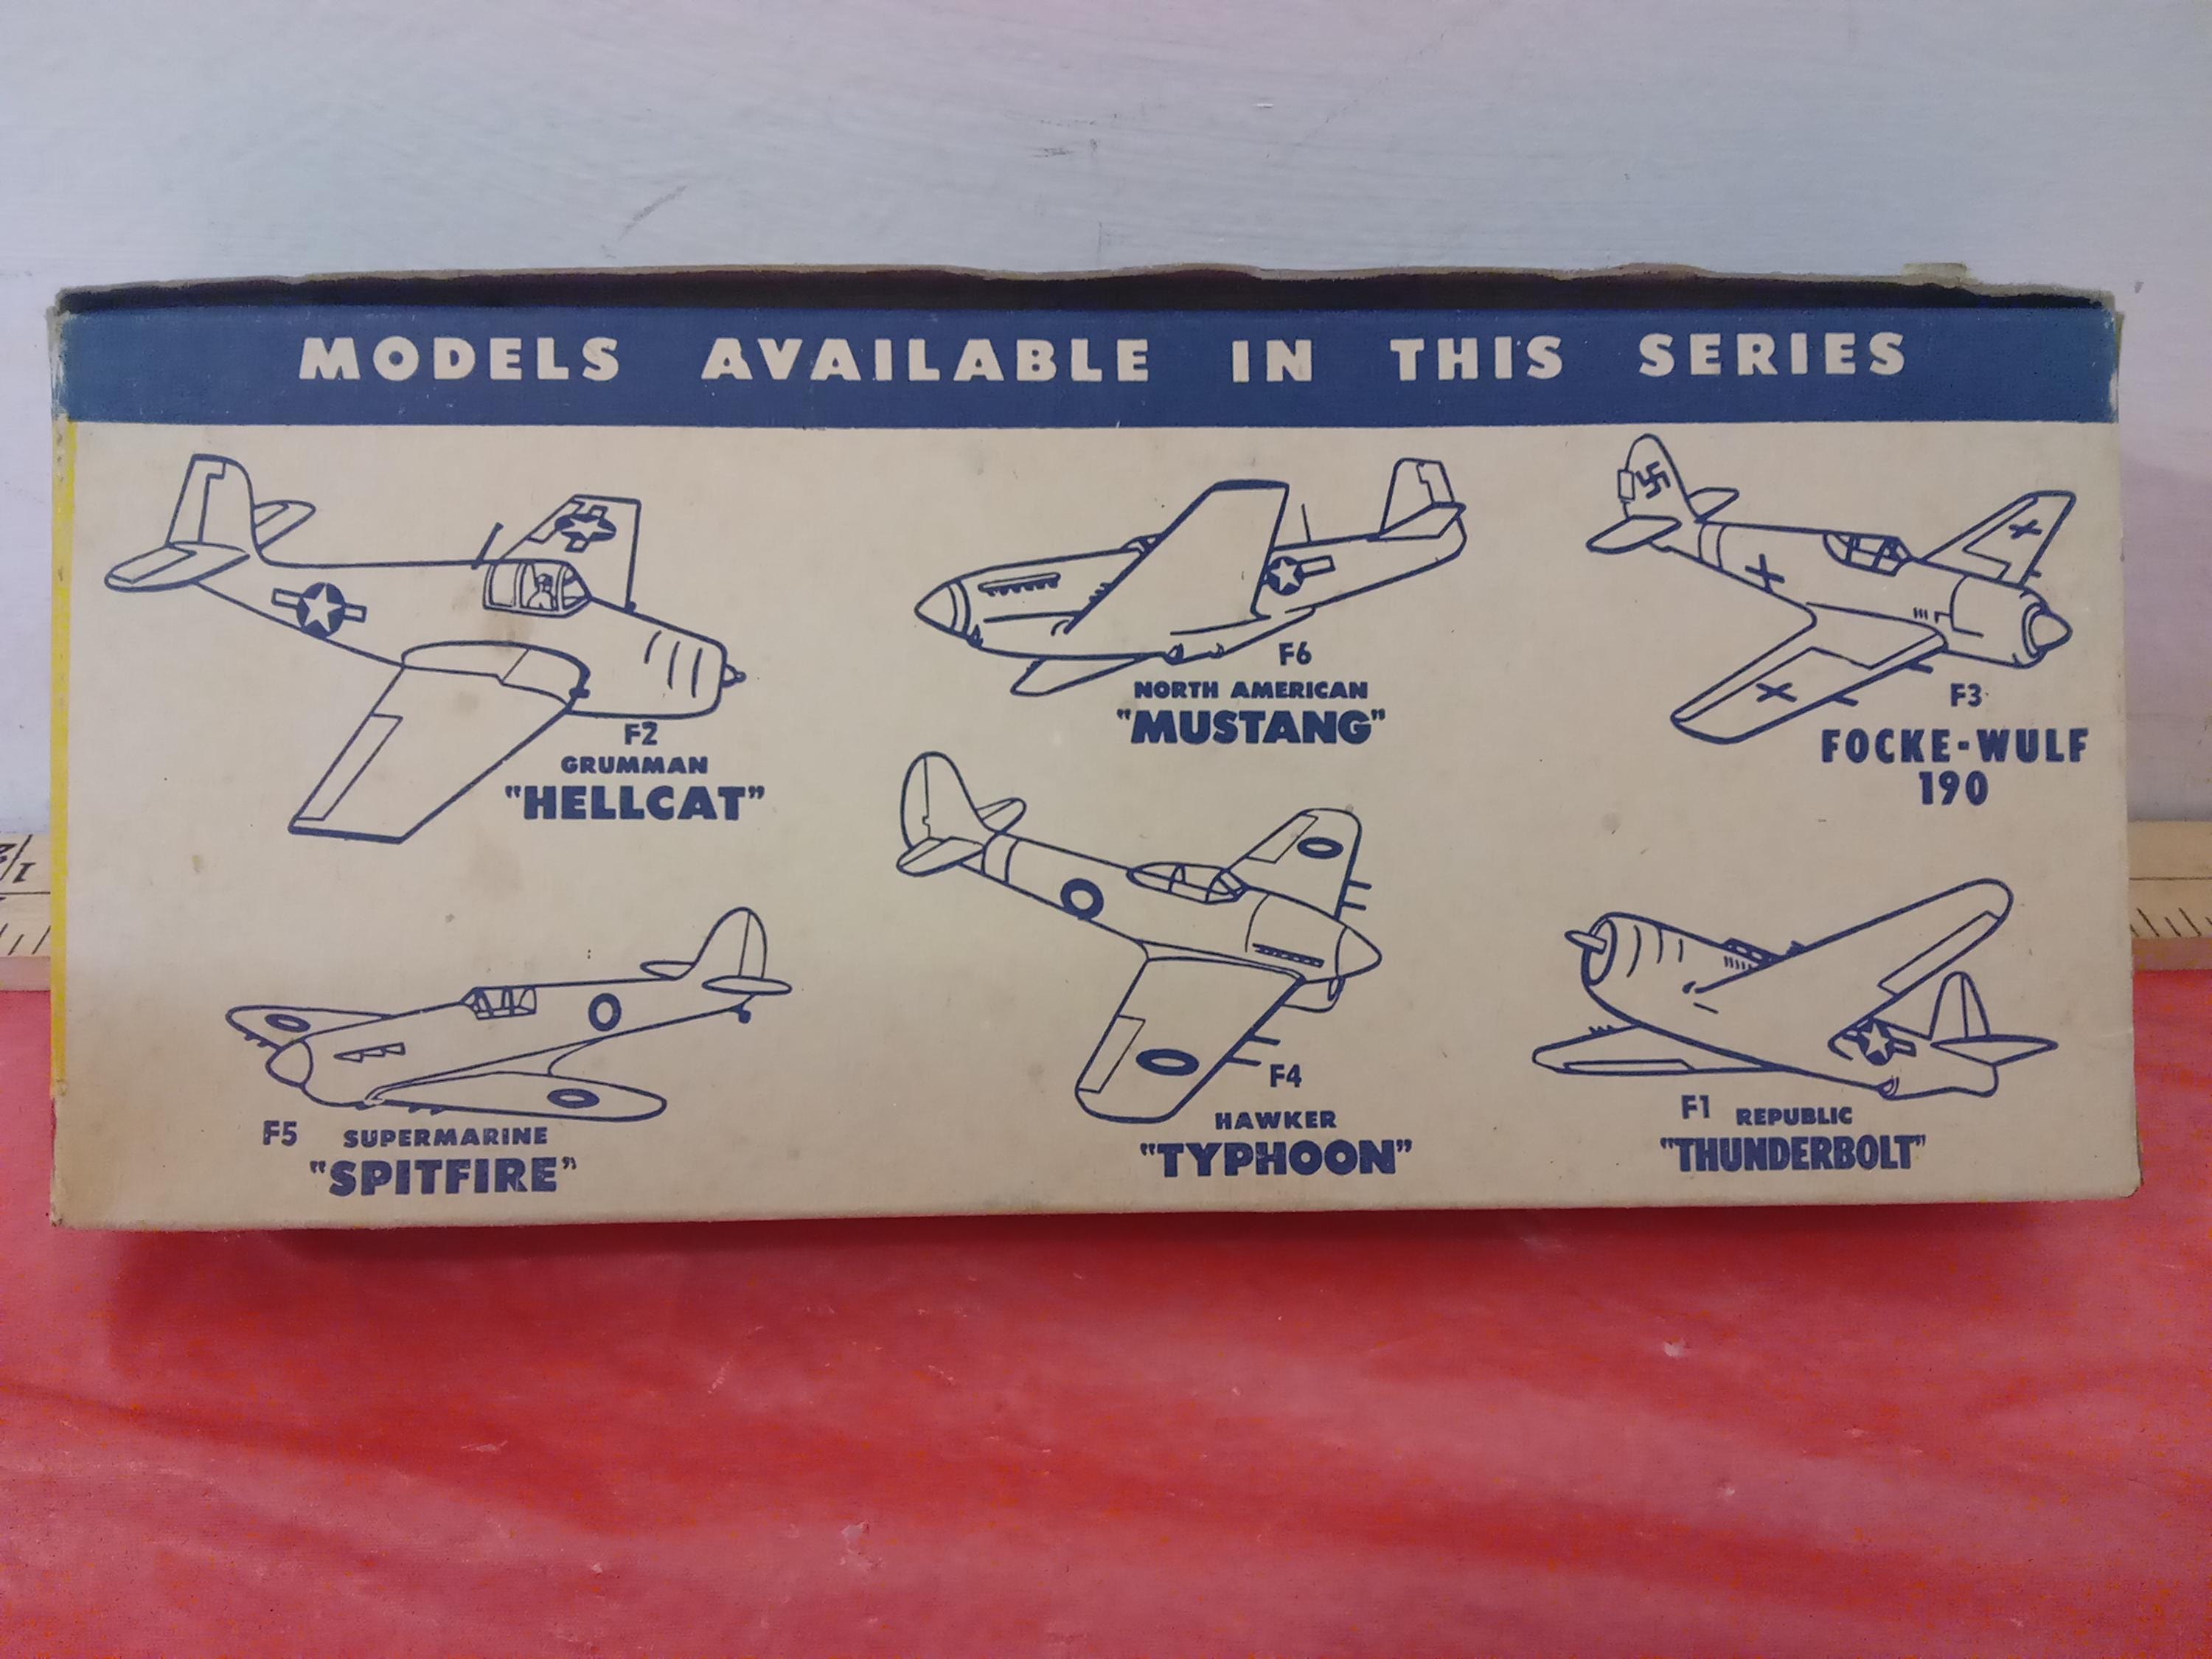 MODELS AVAILABLE IN THIS SERIES
F2
GRUMMAN
"HELLCAT"
F6
NORTH AMERICAN
"MUSTANG"
F3
FOCKE-WULF
190
F5 SUPERMARINE
"SPITFIRE"
F4
HAWKER
"TYPHOON"
F1 REPUBLIC
"THUNDERBOLT"